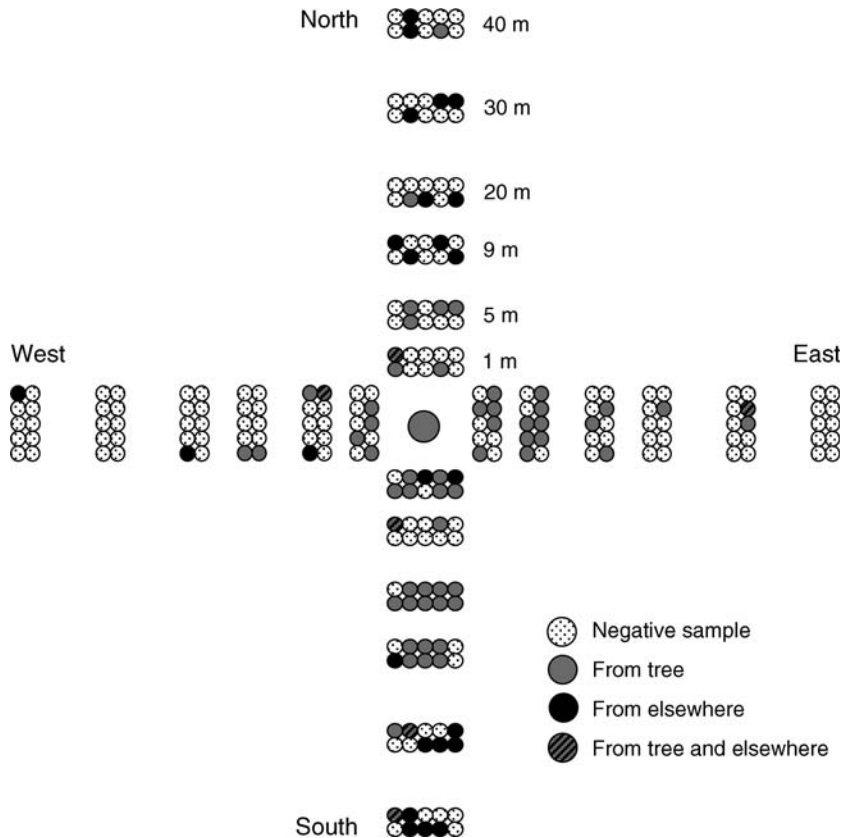 North
40 m
30 m
20 m
9 m
5 m
1 m
West
East
South
Negative sample
From tree
From elsewhere
From tree and elsewhere